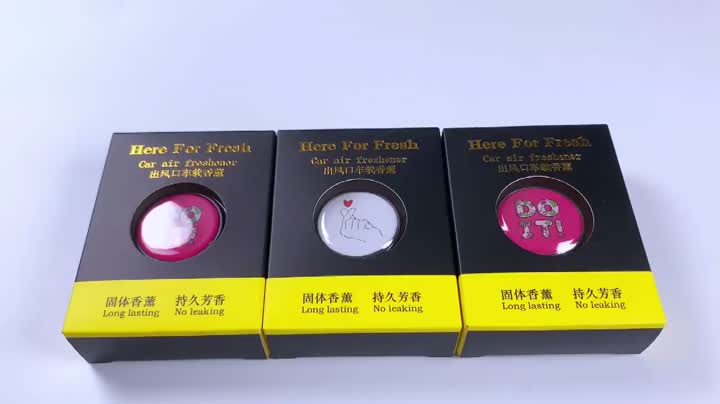 Here For Fresh
Car air freshenor
出风口车载香薰
固体香薰 持久芳香
Long lasting No leaking
Here For Fresh
Car air freshenor
出风口车载香薰
固体香薰 持久芳香
Long lasting No leaking
Here For Fresh
Car air freshenor
出风口车载香薰
DO
IT!
固体香薰 持久芳香
Long lasting No leaking